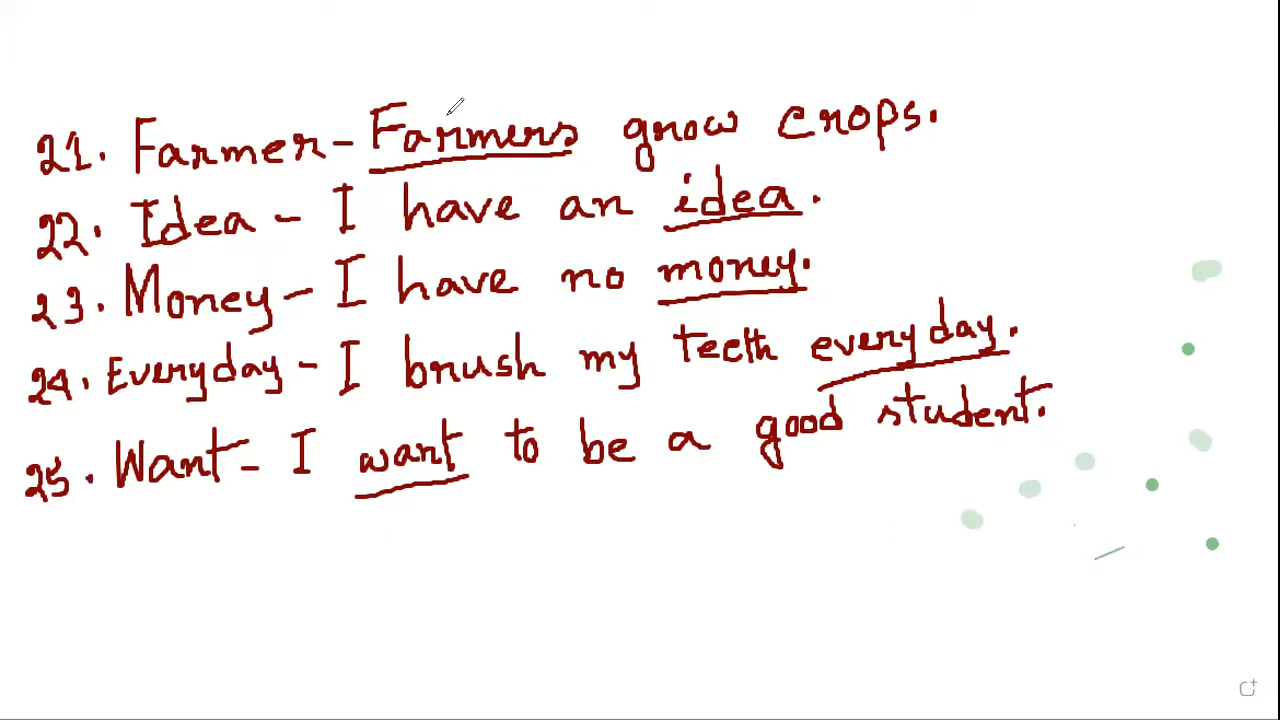 21. Farmer - Farmers grow crops.
22. Idea - I have an idea.
23. Money - I have no money.
24. Everyday - I brush my teeth everyday.
25. Want - I want to be a good student.